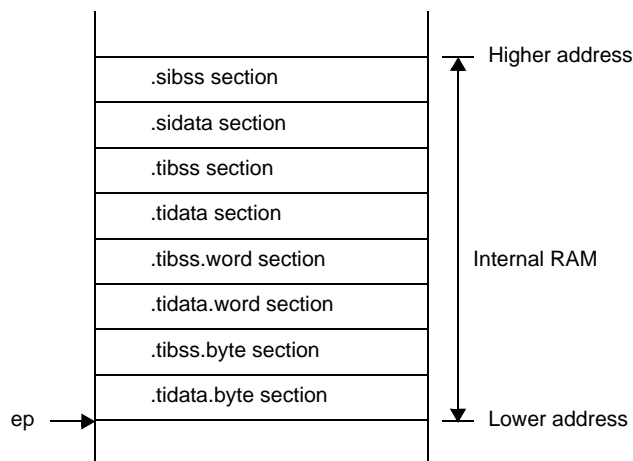 Higher address
.sibss section
.sidata section
.tibss section
.tidata section
.tibss.word section
Internal RAM
.tidata.word section
.tibss.byte section
.tidata.byte section
ep
Lower address